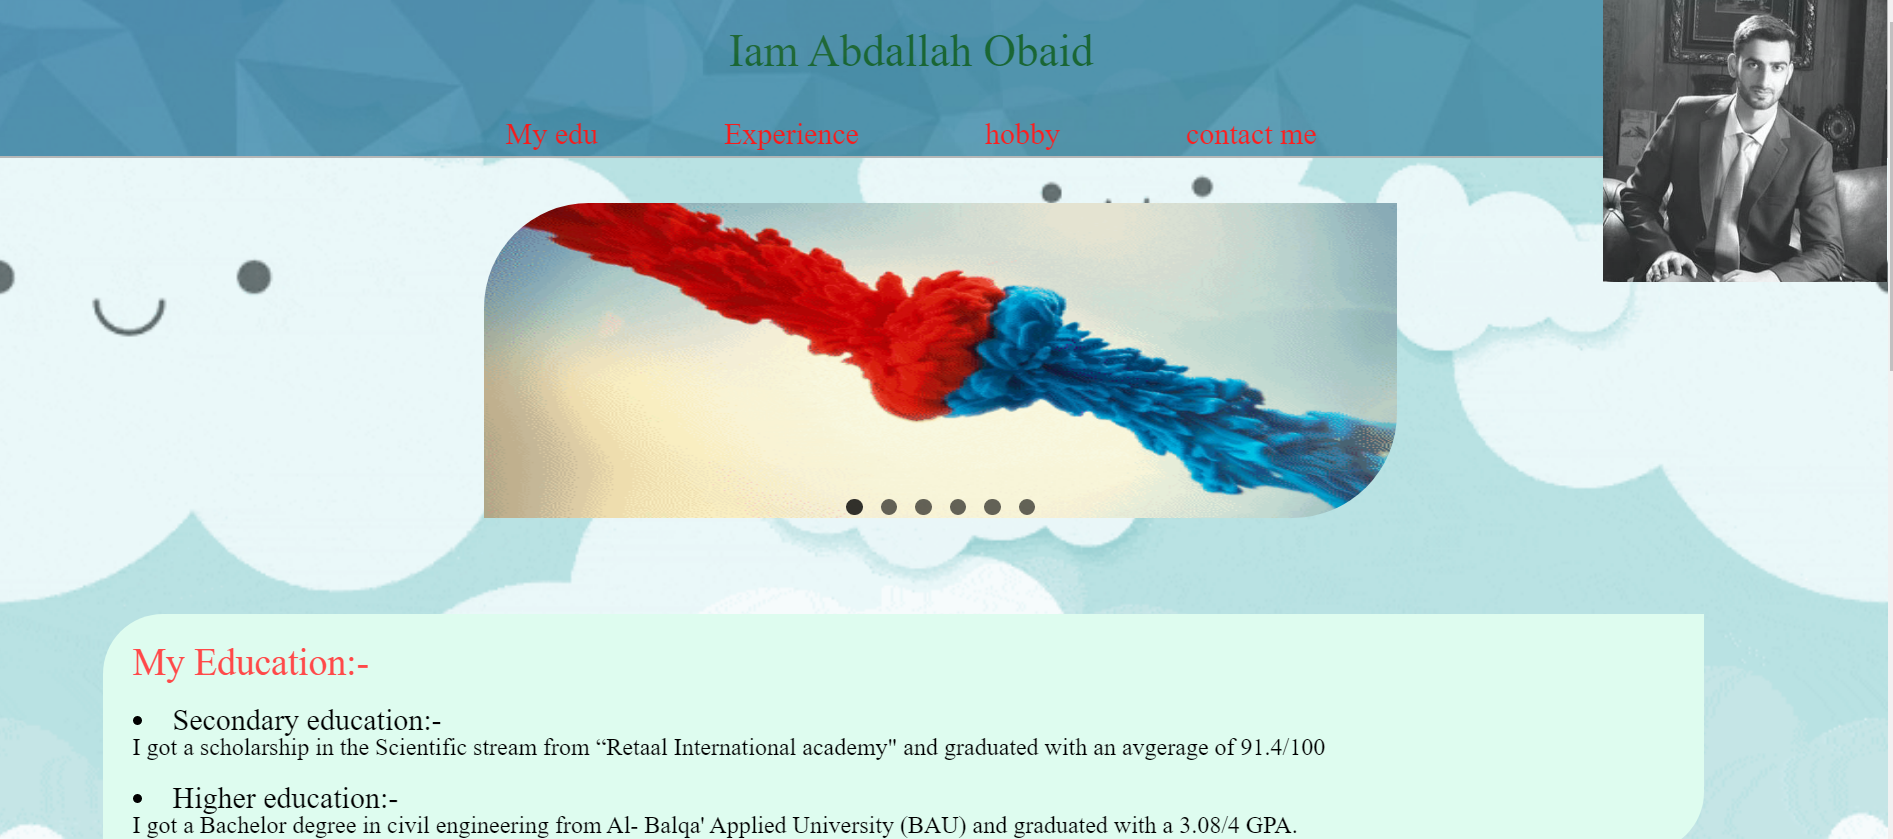 Iam Abdallah Obaid
My edu Experience hobby contact me
My Education:-
Secondary education:-
I got a scholarship in the Scientific stream from “Retaal International academy" and graduated with an avgerage of 91.4/100
Higher education:-
I got a Bachelor degree in civil engineering from Al- Balqa' Applied University (BAU) and graduated with a 3.08/4 GPA.